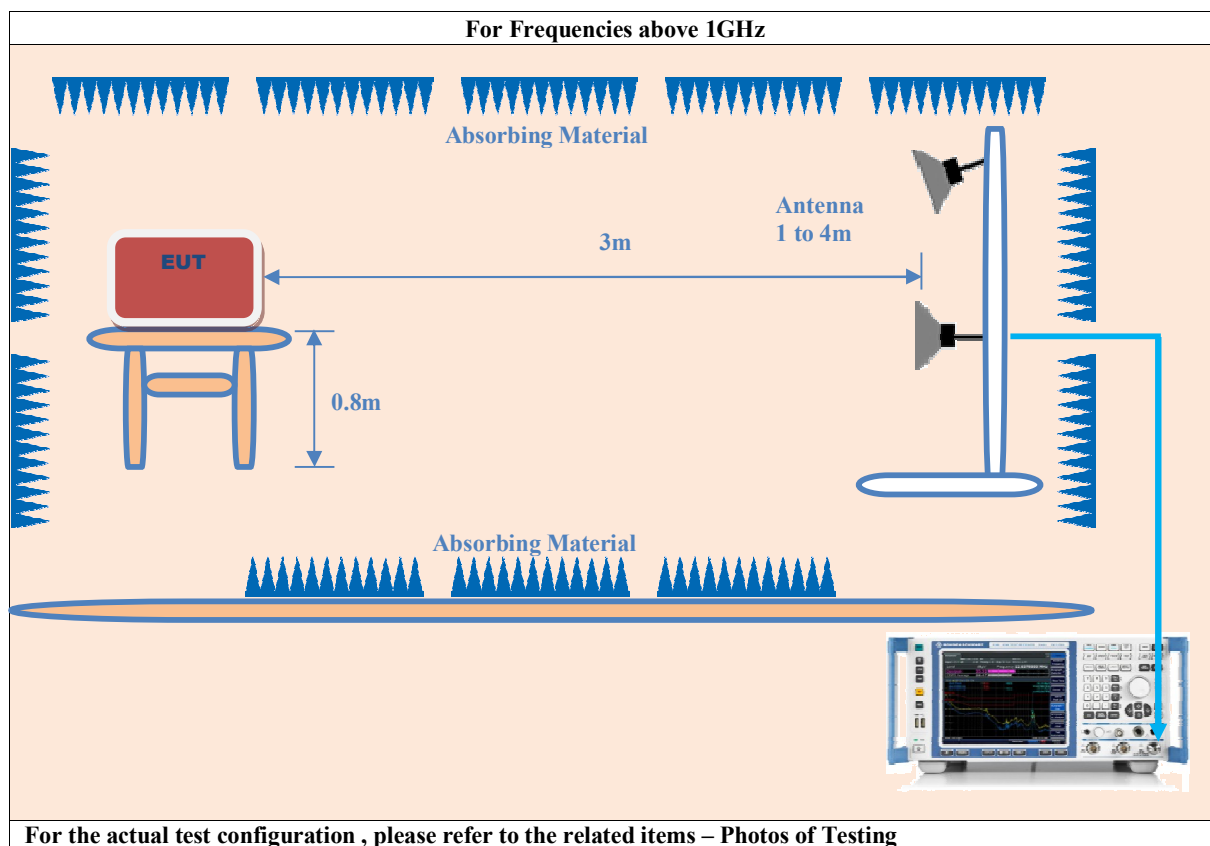 For Frequencies above 1GHz
Absorbing Material
Antenna
1 to 4m
3m
EUT
0.8m
Absorbing Material
For the actual test configuration , please refer to the related items – Photos of Testing